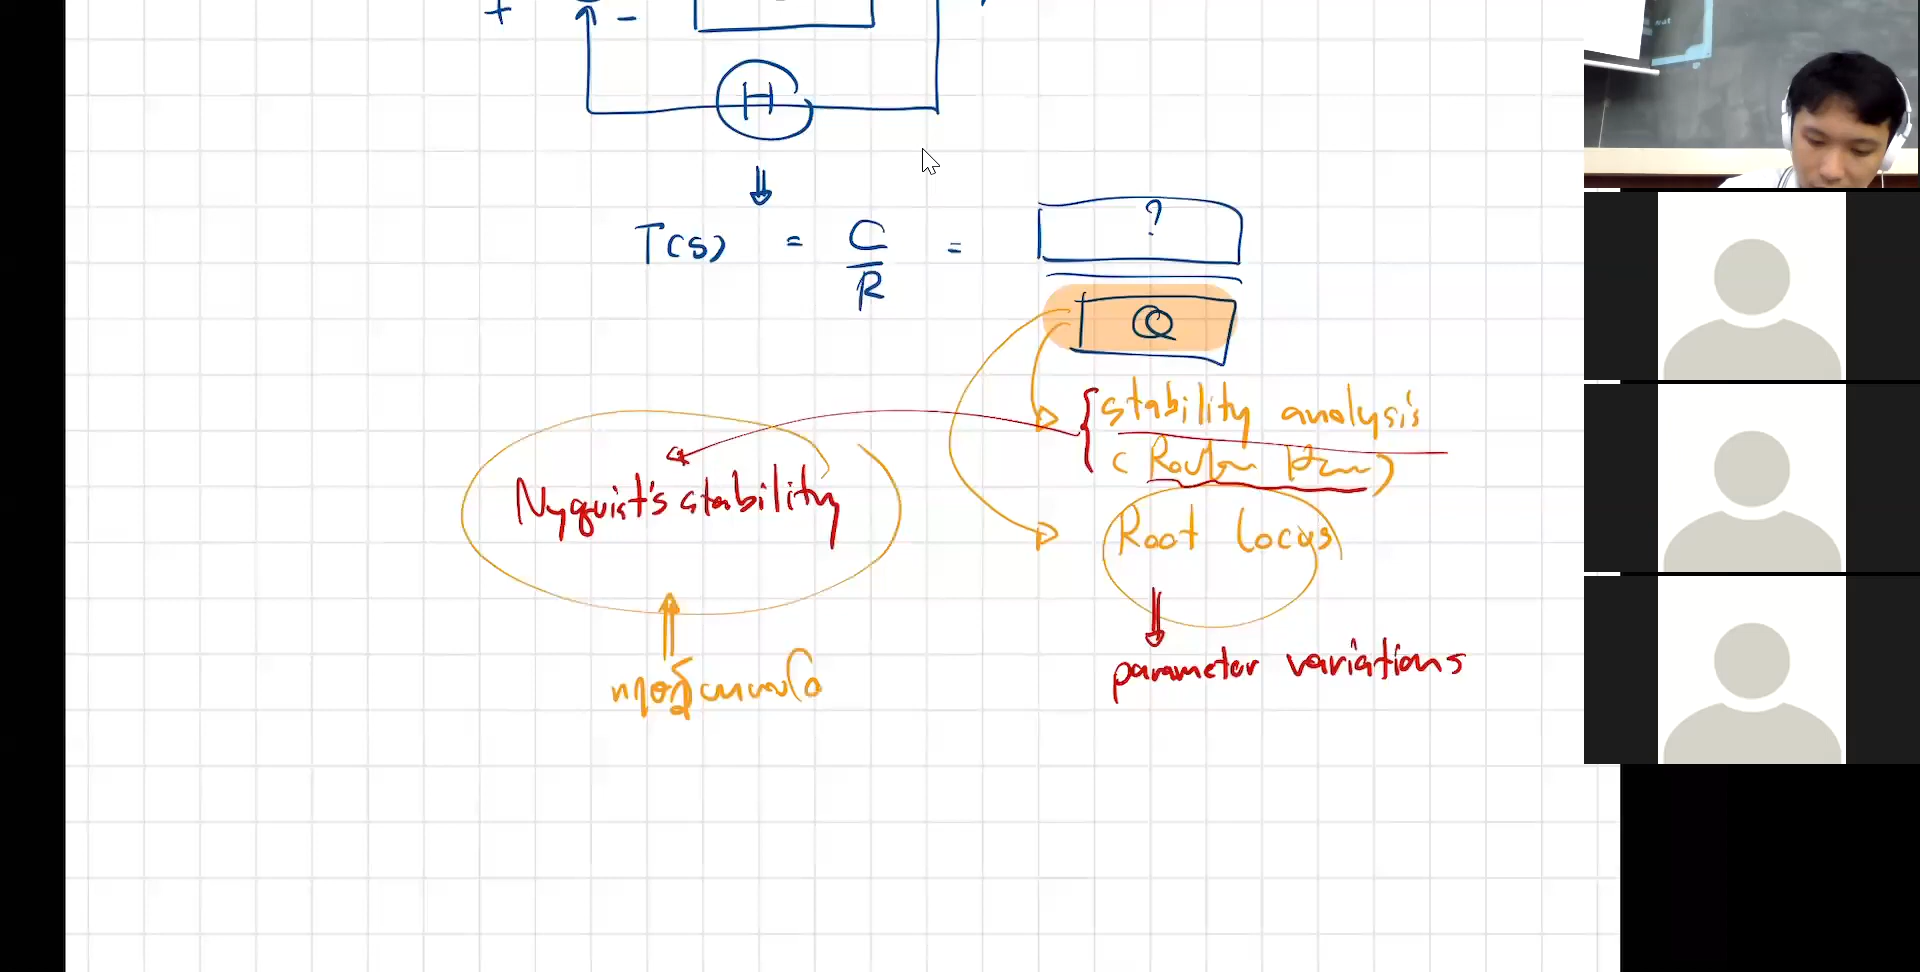 +
-
H
T(s) = C/R = ?
Q
stability analysis
(Routh
Nyquist's stability
Root locus
parameter variations